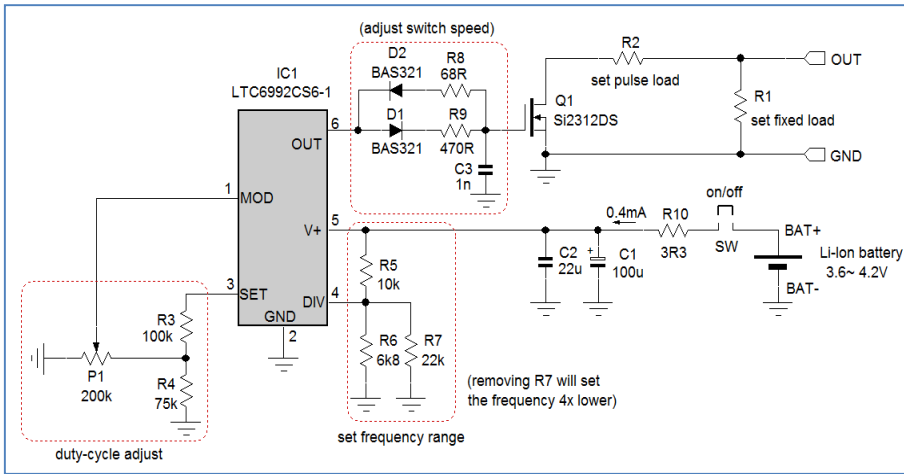 (adjust switch speed)
D2
BAS321
R8
68R
D1
BAS321
R9
470R
C3
1n
IC1
LTC6992CS6-1
6
OUT
1
MOD
5
V+
3
SET
4
DIV
GND
2
R2
set pulse load
Q1
Si2312DS
R1
set fixed load
OUT
GND
on/off
0.4mA
R10
3R3
SW
BAT+
Li-Ion battery
3.6~ 4.2V
BAT-
C2
22u
+
C1
100u
R5
10k
R6
6k8
R7
22k
(removing R7 will set
the frequency 4x lower)
set frequency range
R3
100k
P1
200k
R4
75k
duty-cycle adjust